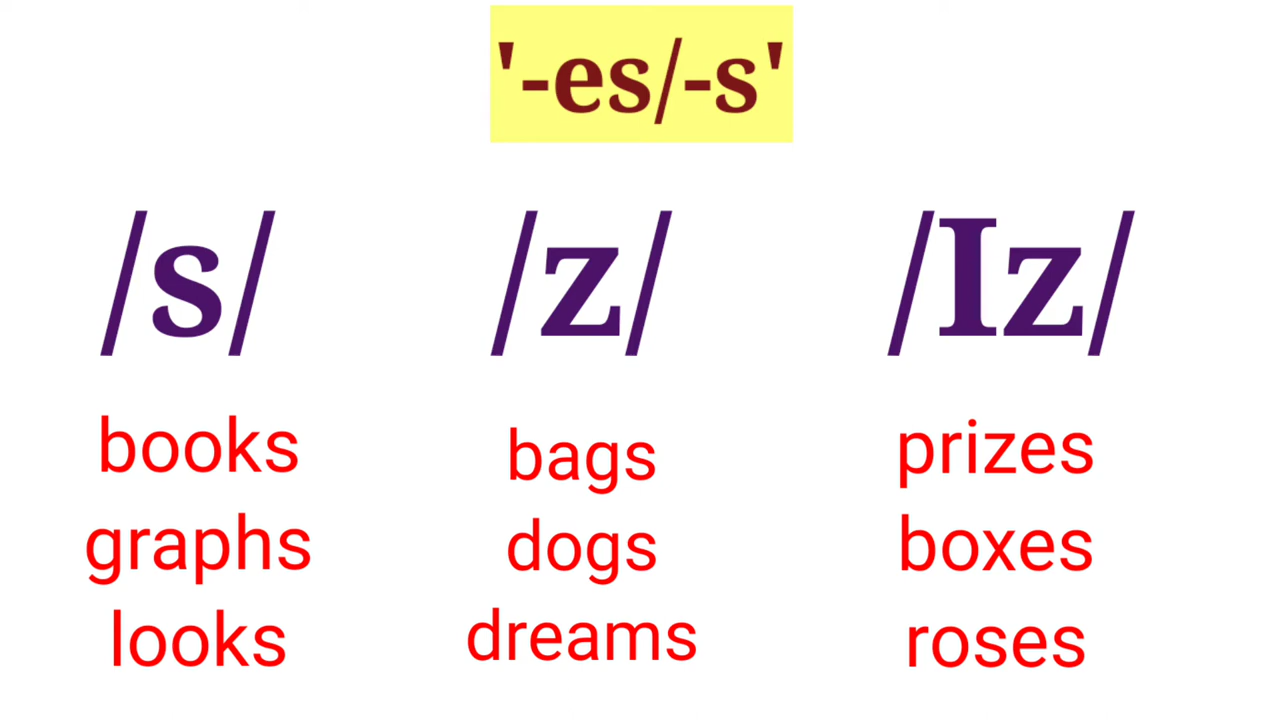 '-es/-s'
/s/ /z/ /Iz/
books bags prizes
graphs dogs boxes
looks dreams roses